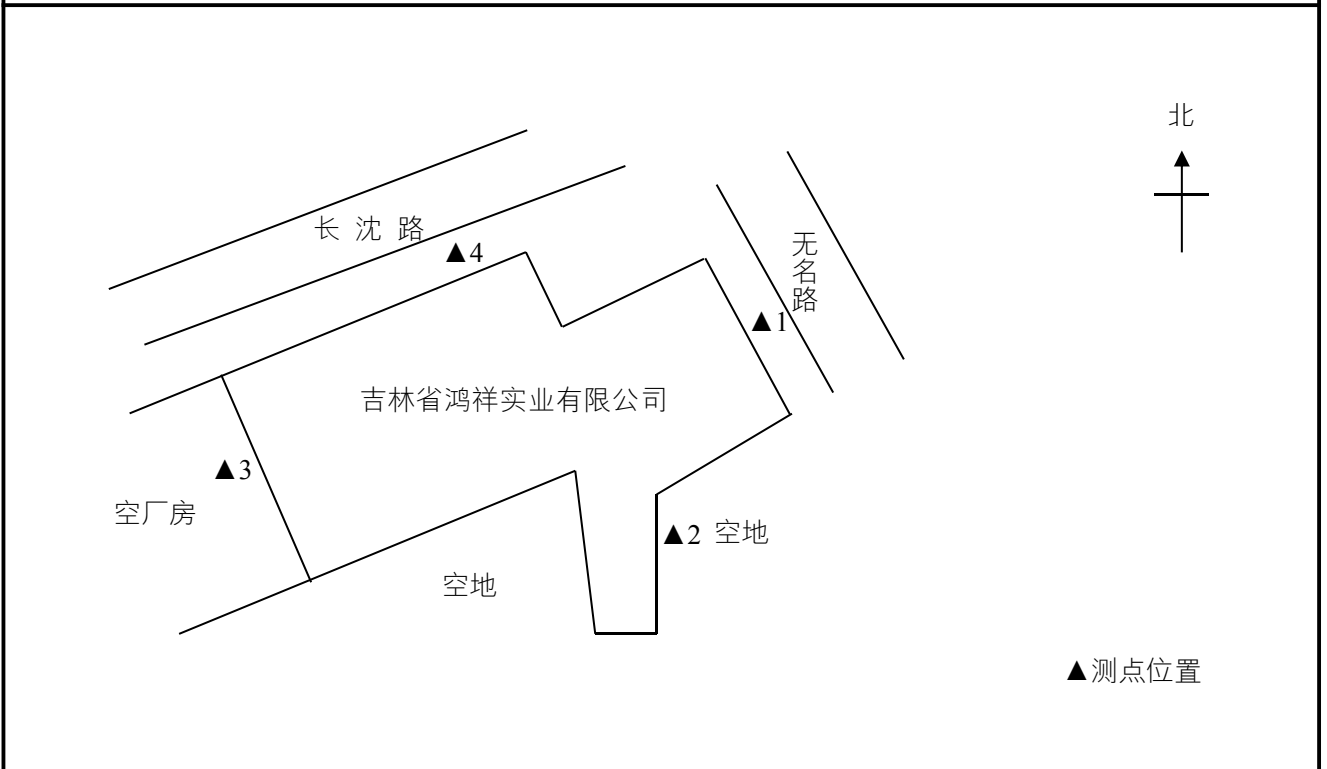 北
长 沈 路
▲4
无名路
▲1
吉林省鸿祥实业有限公司
▲3
空厂房
▲2 空地
空地
▲测点位置